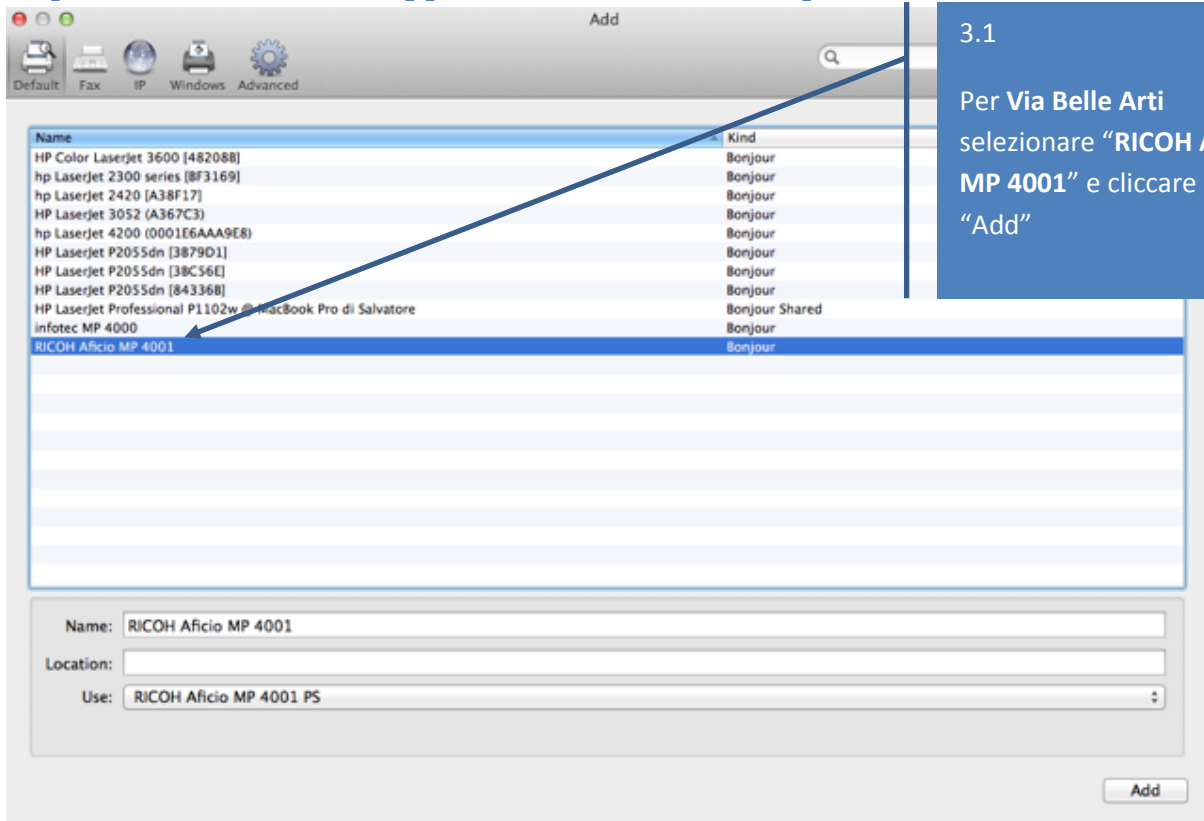 Add
Default Fax IP Windows Advanced
3.1
Per Via Belle Arti
selezionare “RICOH
MP 4001” e cliccare
“Add”
Name Kind
HP Color LaserJet 3600 [482088] Bonjour
hp LaserJet 2300 series [8F3169] Bonjour
hp LaserJet 2420 [A38F17] Bonjour
HP LaserJet 3052 (A367C3) Bonjour
hp LaserJet 4200 (0001E6AAA9E8) Bonjour
HP LaserJet P2055dn [3B79D1] Bonjour
HP LaserJet P2055dn [38C56E] Bonjour
HP LaserJet P2055dn [84336B] Bonjour
HP LaserJet Professional P1102w @ MacBook Pro di Salvatore Bonjour Shared
infotec MP 4000 Bonjour
RICOH Aficio MP 4001 Bonjour
Name: RICOH Aficio MP 4001
Location:
Use: RICOH Aficio MP 4001 PS
Add